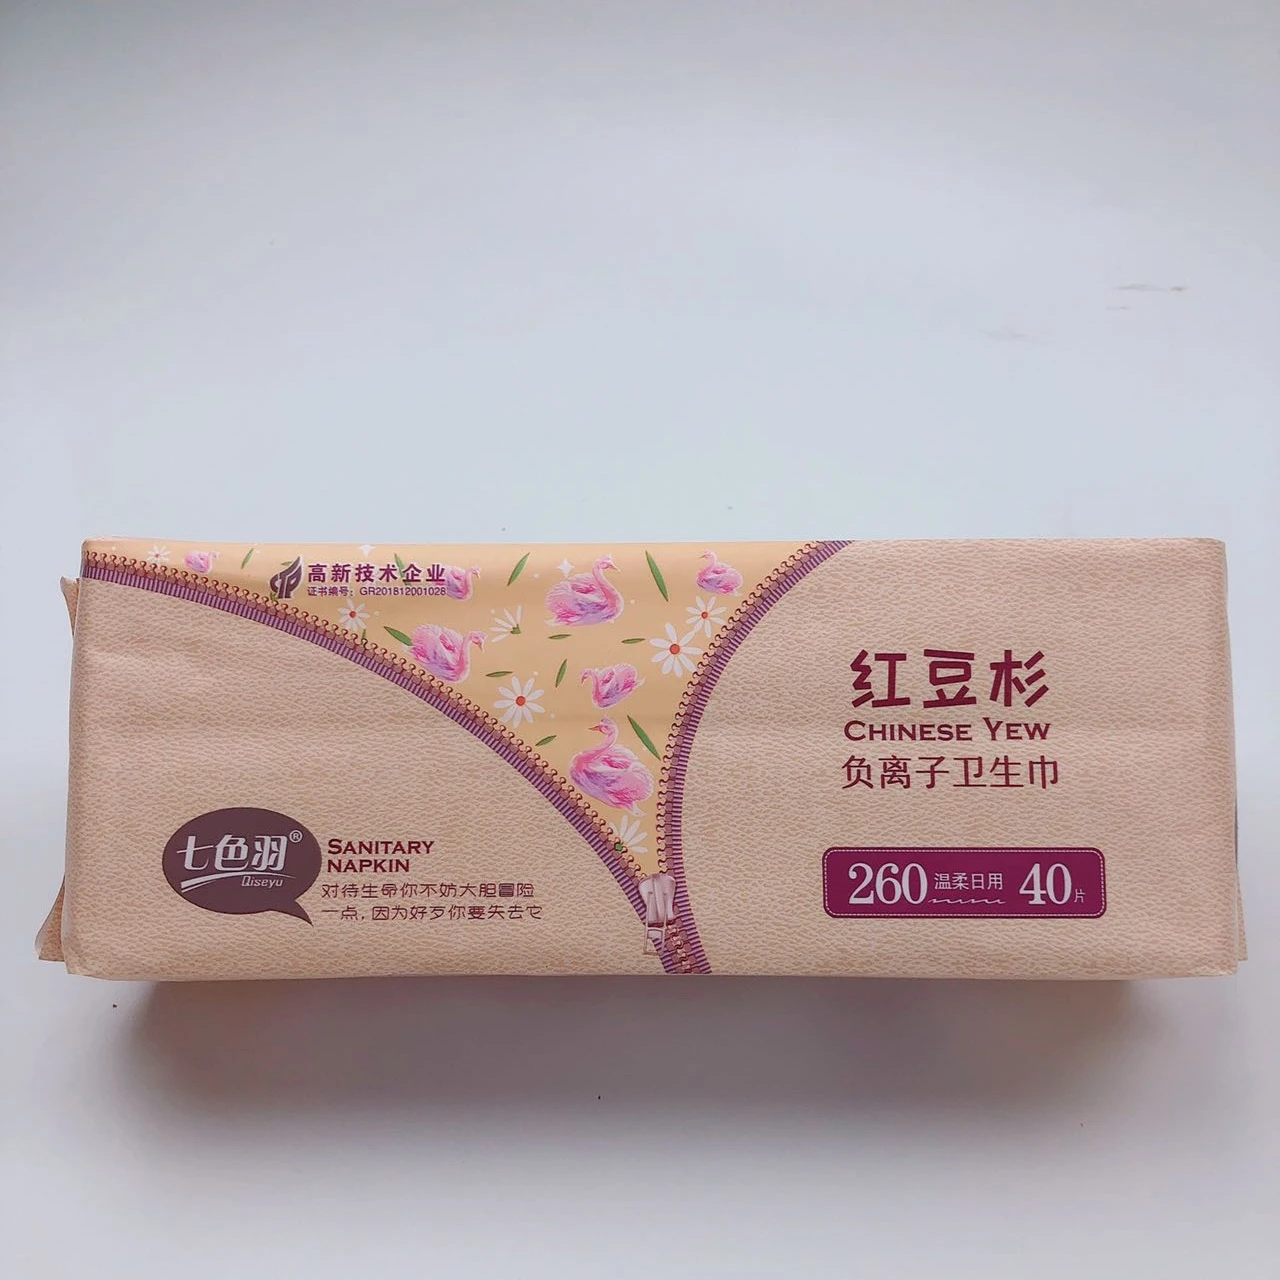 高新技术企业
证书编号：GR201812001028
红豆杉
CHINESE YEW
负离子卫生巾
七色羽®
Qiseyu
SANITARY
NAPKIN
对待生命你不妨大胆冒险
一点,因为好歹你要失去它
260 温柔日用 40片